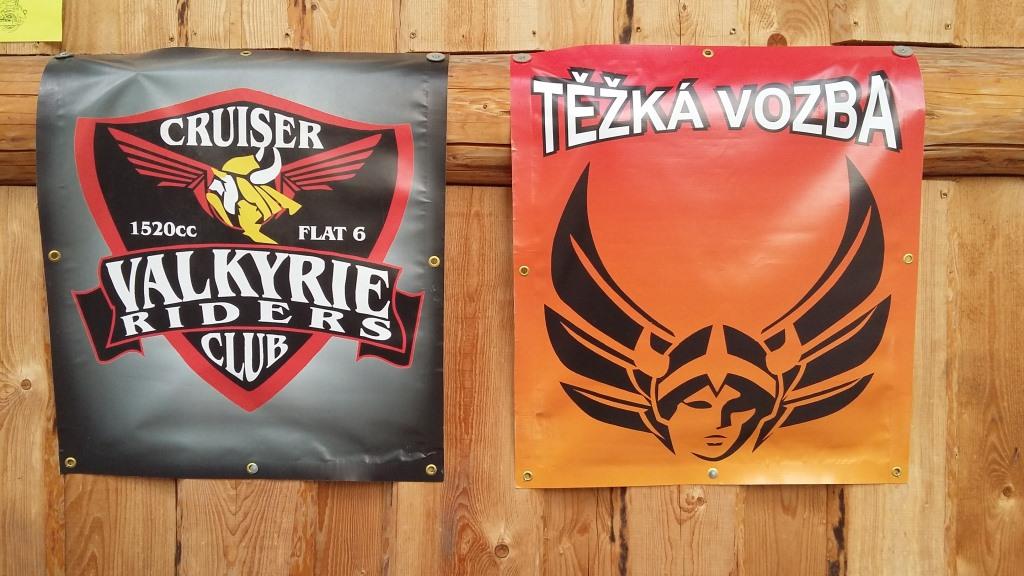 CRUISER
1520cc FLAT 6
VALKYRIE
RIDERS
CLUB
TĚŽKÁ VOZBA